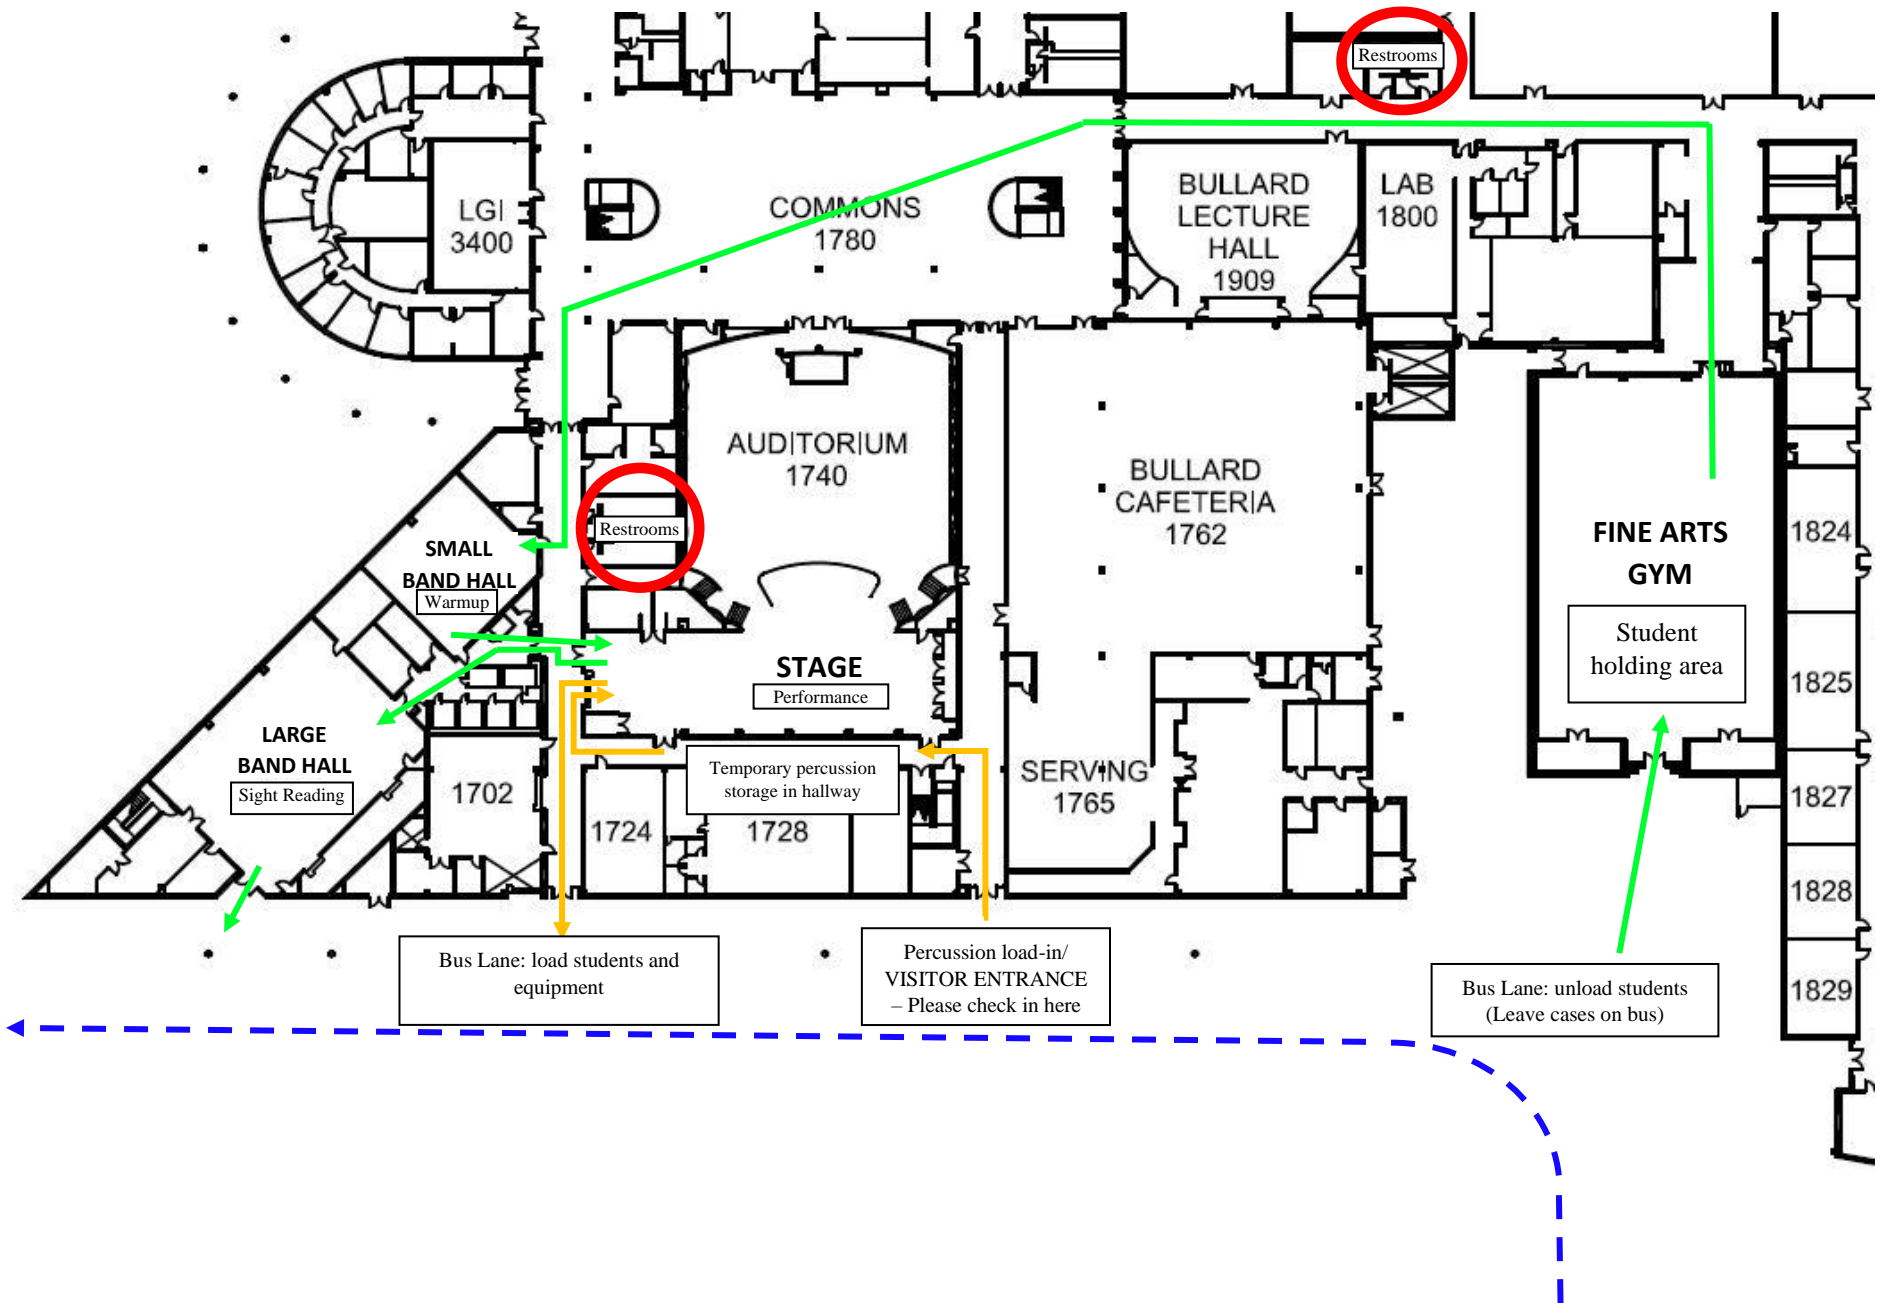 Restrooms
LGI
3400
COMMONS
1780
BULLARD
LECTURE
HALL
1909
LAB
1800
AUDITORIUM
1740
BULLARD
CAFETERIA
1762
Restrooms
SMALL
BAND HALL
Warmup
FINE ARTS
GYM
Student
holding area
1824
1825
1827
1828
1829
STAGE
Performance
LARGE
BAND HALL
Sight Reading
1702
Temporary percussion
storage in hallway
1724
1728
SERVING
1765
Bus Lane: load students and
equipment
Percussion load-in/
VISITOR ENTRANCE
– Please check in here
Bus Lane: unload students
(Leave cases on bus)